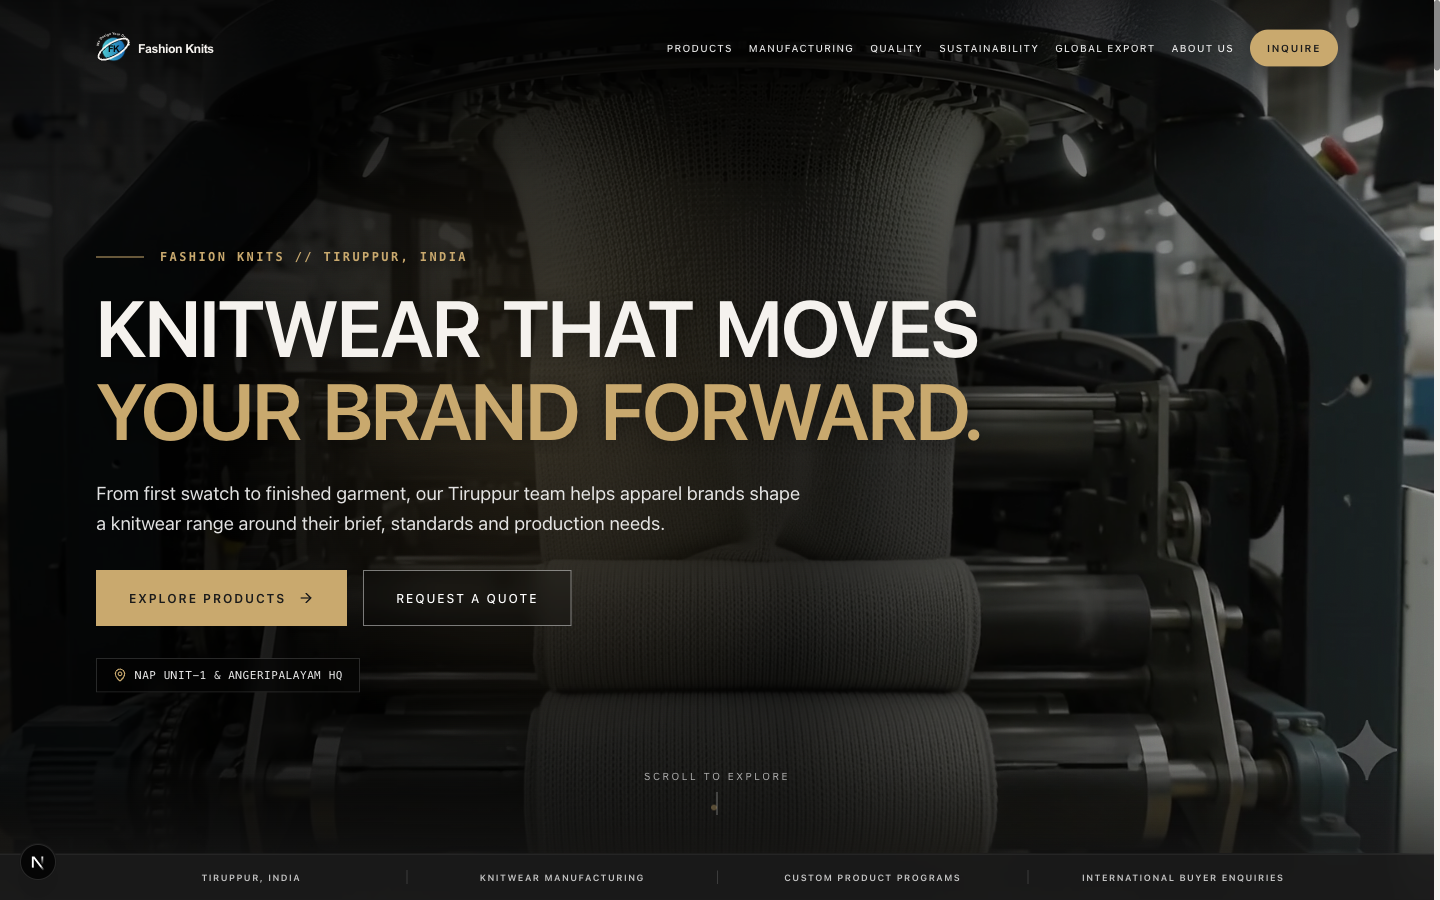 Fashion Knits
PRODUCTS MANUFACTURING QUALITY SUSTAINABILITY GLOBAL EXPORT ABOUT US INQUIRE
FASHION KNITS // TIRUPPUR, INDIA
KNITWEAR THAT MOVES
YOUR BRAND FORWARD.
From first swatch to finished garment, our Tiruppur team helps apparel brands shape
a knitwear range around their brief, standards and production needs.
EXPLORE PRODUCTS → REQUEST A QUOTE
NAP UNIT-1 & ANGERIPALAYAM HQ
SCROLL TO EXPLORE
N
TIRUPPUR, INDIA KNITWEAR MANUFACTURING CUSTOM PRODUCT PROGRAMS INTERNATIONAL BUYER ENQUIRIES